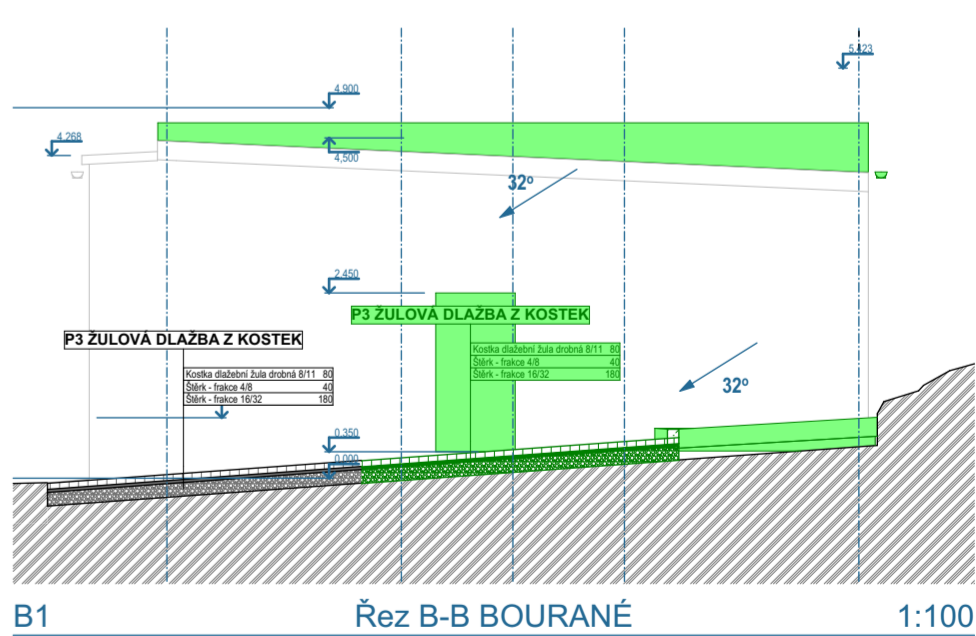 5,423
4,900
4,268
4,500
32°
2,450
P3 ŽULOVÁ DLAŽBA Z KOSTEK
Kostka dlažební žula drobná 8/11 80
Štěrk - frakce 4/8 40
Štěrk - frakce 16/32 180
P3 ŽULOVÁ DLAŽBA Z KOSTEK
Kostka dlažební žula drobná 8/11 80
Štěrk - frakce 4/8 40
Štěrk - frakce 16/32 180
32°
0,350
0,000
B1 Řez B-B BOURANÉ 1:100